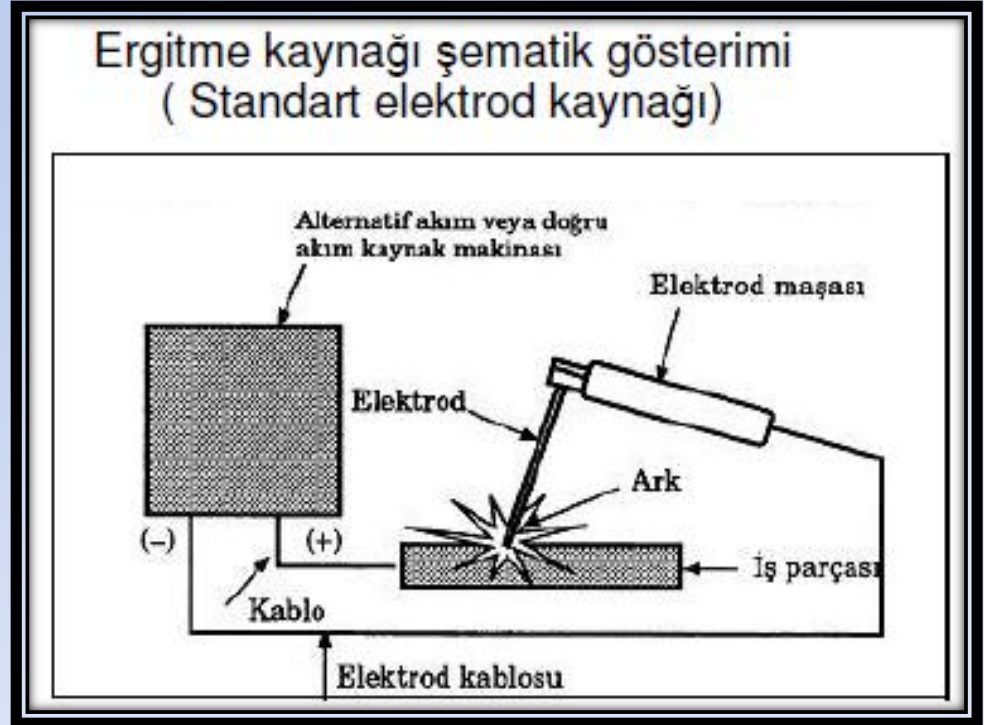 Ergitme kaynağı şematik gösterimi
( Standart elektrod kaynağı)
Alternatif akım veya doğru
akım kaynak makinası
Elektrod maşası
Elektrod
Ark
(-)
(+)
İş parçası
Kablo
Elektrod kablosu